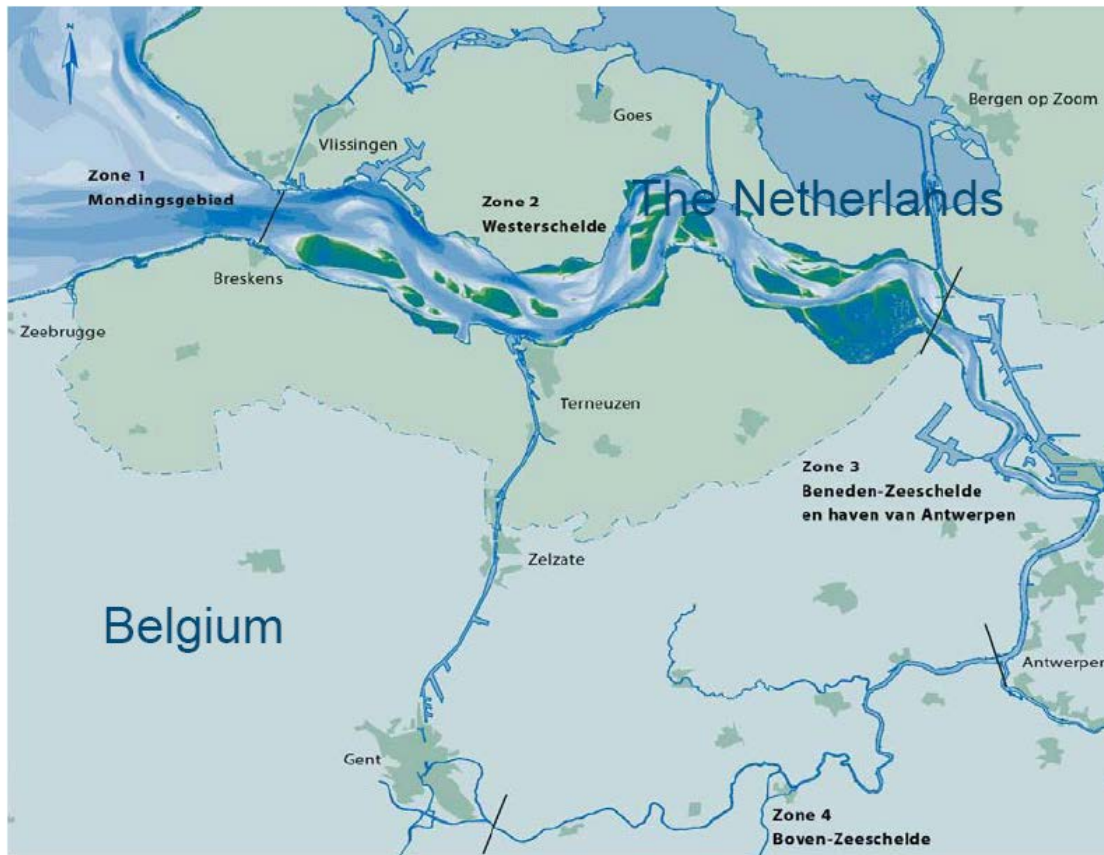 N
Bergen op Zoom
Goes
Vlissingen
Zone 1
Mondingsgebied
Zone 2
Westerschelde
The Netherlands
Breskens
Zeebrugge
Terneuzen
Zone 3
Beneden-Zeeschelde
en haven van Antwerpen
Zelzate
Belgium
Antwerpen
Gent
Zone 4
Boven-Zeeschelde